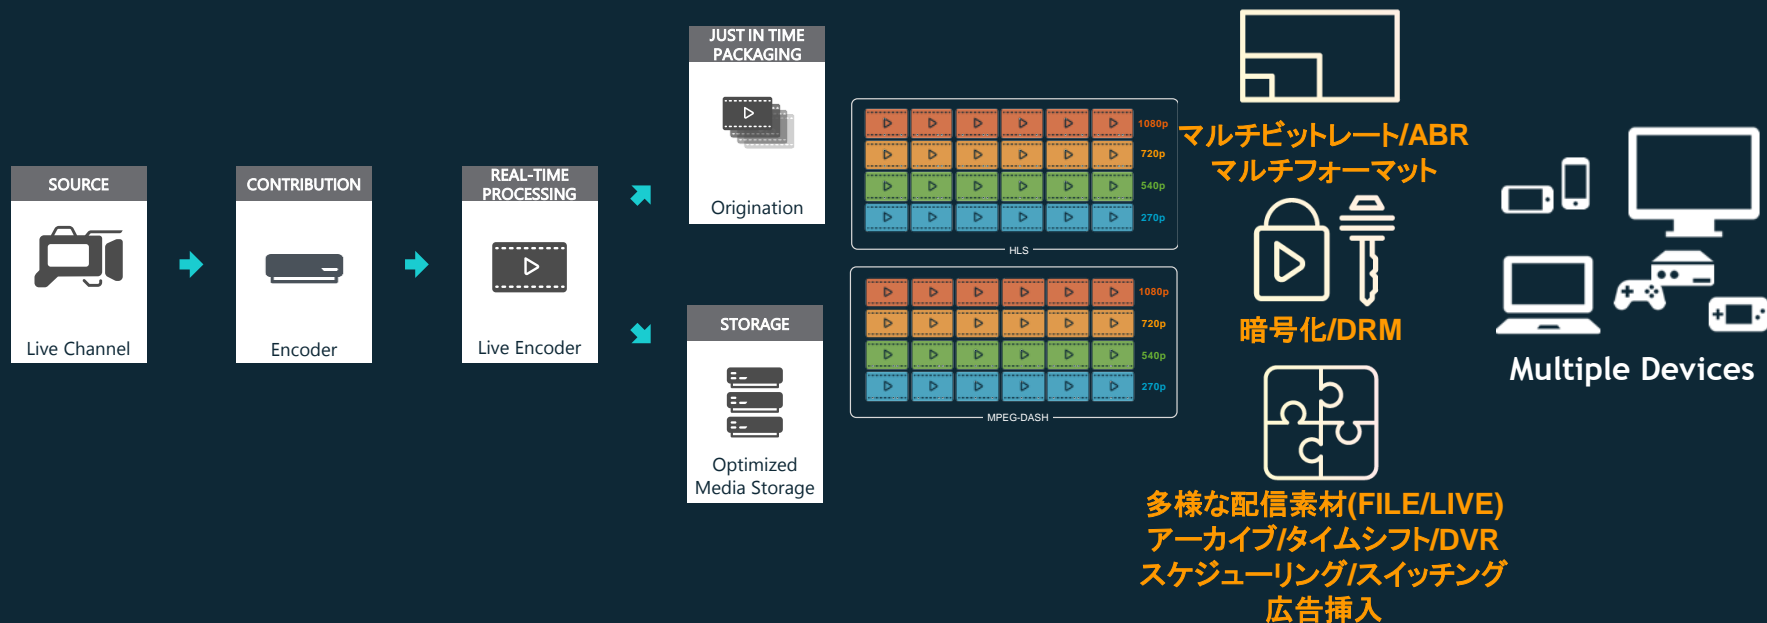 SOURCE
Live Channel
CONTRIBUTION
Encoder
REAL-TIME
PROCESSING
Live Encoder
JUST IN TIME
PACKAGING
Origination
STORAGE
Optimized
Media Storage
1080p
720p
540p
270p
HLS
1080p
720p
540p
270p
MPEG-DASH
マルチビットレート/ABR
マルチフォーマット
暗号化/DRM
多様な配信素材(FILE/LIVE)
アーカイブ/タイムシフト/DVR
スケジューリング/スイッチング
広告挿入
Multiple Devices